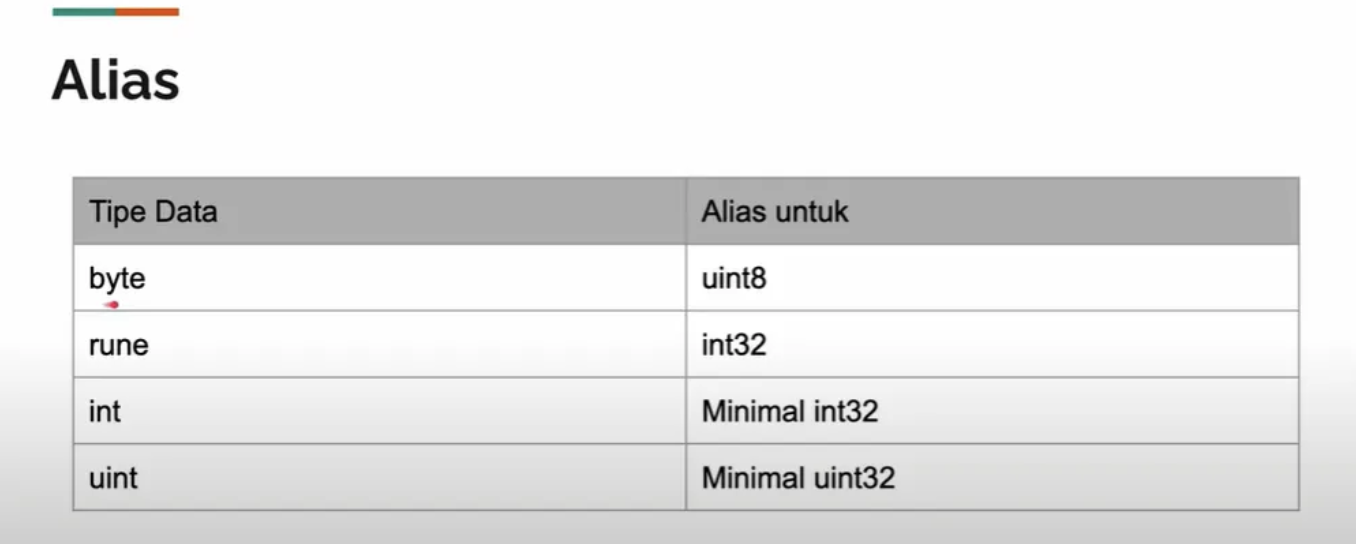 Alias
Tipe Data Alias untuk
byte uint8
rune int32
int Minimal int32
uint Minimal uint32